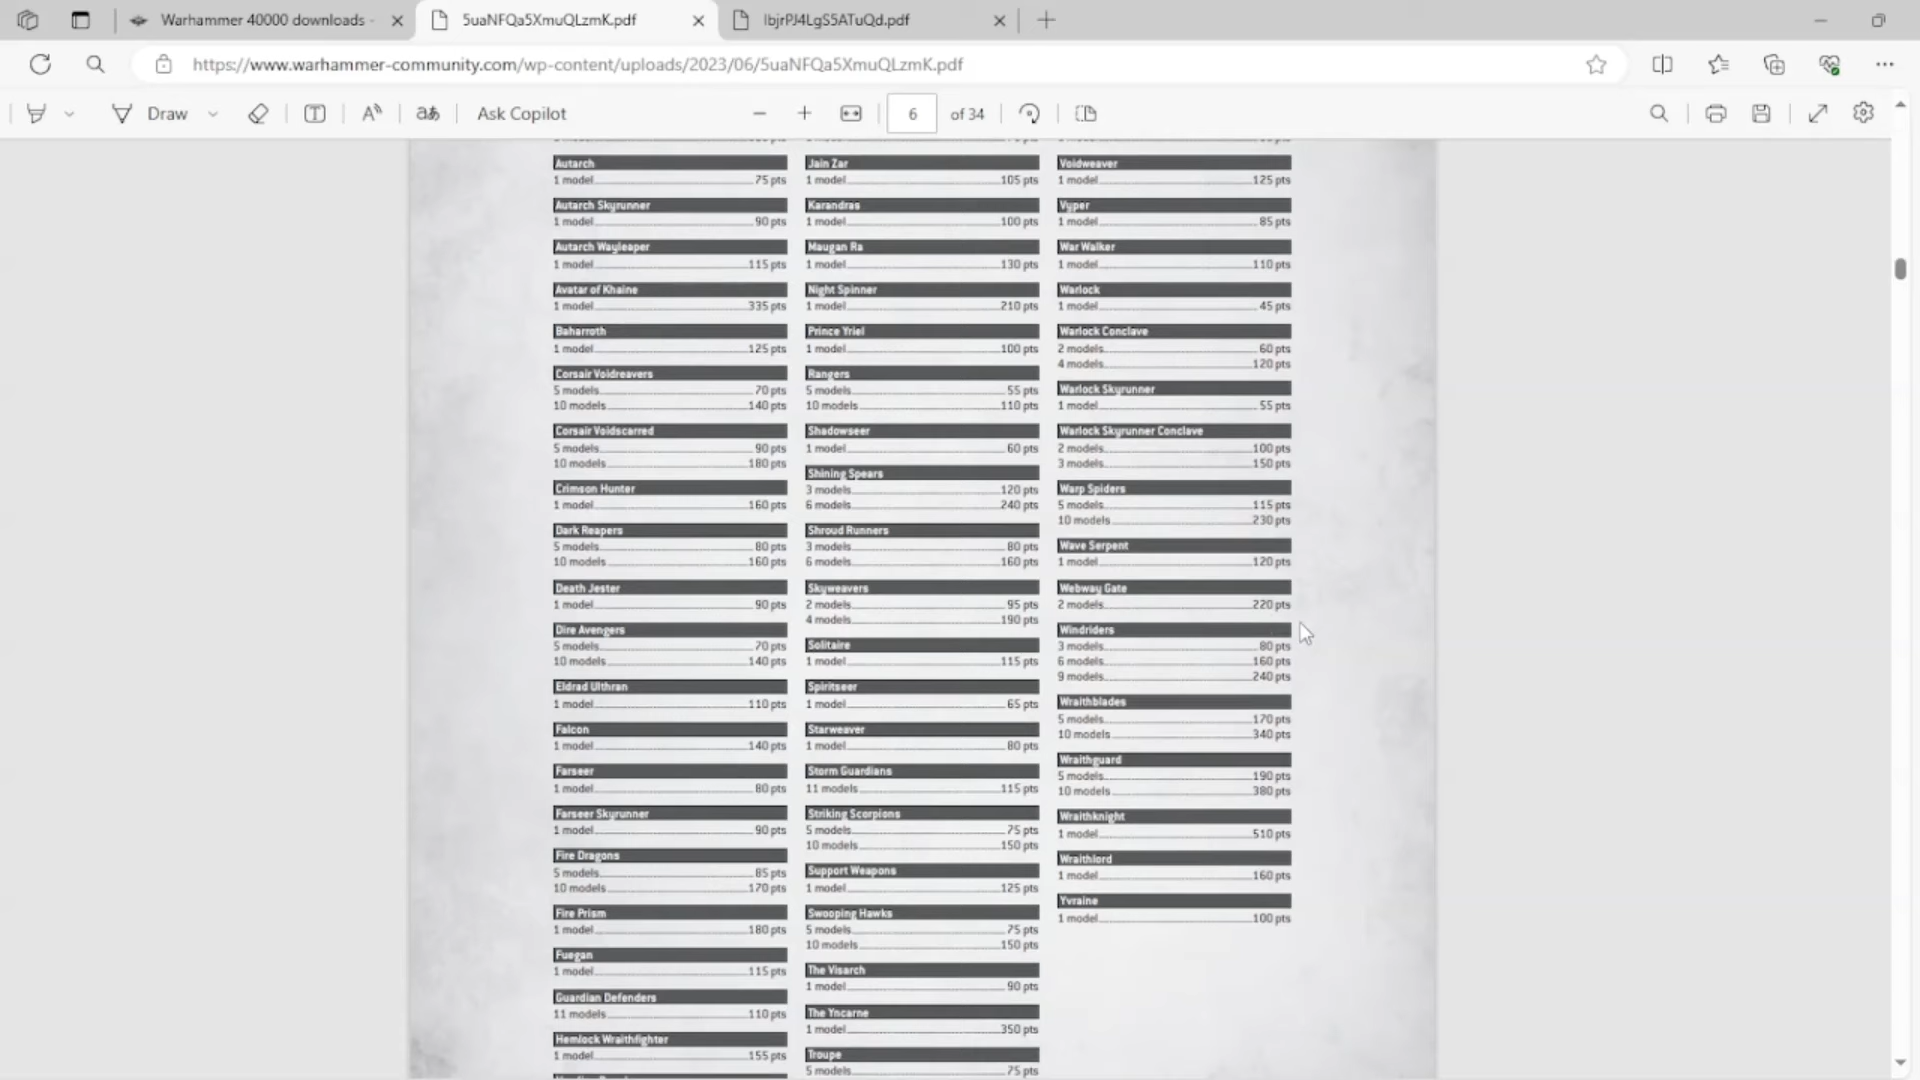 Warhammer 40000 downloads -
5uaNFQa5XmuQLzmK.pdf
lbjrPJ4LgS5ATuQd.pdf
https://www.warhammer-community.com/wp-content/uploads/2023/06/5uaNFQa5XmuQLzmK.pdf
Draw
Ask Copilot
6 of 34
Autarch
1 model 75 pts
Autarch Skyrunner
1 model 90 pts
Autarch Wayleaper
1 model 115 pts
Avatar of Khaine
1 model 335 pts
Baharroth
1 model 125 pts
Corsair Voidreavers
5 models 70 pts
10 models 140 pts
Corsair Voidscarred
5 models 90 pts
10 models 180 pts
Crimson Hunter
1 model 160 pts
Dark Reapers
5 models 80 pts
10 models 160 pts
Death Jester
1 model 90 pts
Dire Avengers
5 models 70 pts
10 models 140 pts
Eldrad Ulthran
1 model 110 pts
Falcon
1 model 140 pts
Farseer
1 model 80 pts
Farseer Skyrunner
1 model 90 pts
Fire Dragons
5 models 85 pts
10 models 170 pts
Fire Prism
1 model 180 pts
Fuegan
1 model 115 pts
Guardian Defenders
11 models 110 pts
Hemlock Wraithfighter
1 model 155 pts
Jain Zar
1 model 105 pts
Karandras
1 model 100 pts
Maugan Ra
1 model 130 pts
Night Spinner
1 model 210 pts
Prince Yriel
1 model 100 pts
Rangers
5 models 55 pts
10 models 110 pts
Shadowseer
1 model 60 pts
Shining Spears
3 models 120 pts
6 models 240 pts
Shroud Runners
3 models 80 pts
6 models 160 pts
Skyweavers
2 models 95 pts
4 models 190 pts
Solitaire
1 model 115 pts
Spiritseer
1 model 65 pts
Starweaver
1 model 80 pts
Storm Guardians
11 models 115 pts
Striking Scorpions
5 models 75 pts
10 models 150 pts
Support Weapons
1 model 125 pts
Swooping Hawks
5 models 75 pts
10 models 150 pts
The Visarch
1 model 90 pts
The Yncarne
1 model 350 pts
Troupe
5 models 75 pts
Voidweaver
1 model 125 pts
Vyper
1 model 85 pts
War Walker
1 model 110 pts
Warlock
1 model 45 pts
Warlock Conclave
2 models 60 pts
4 models 120 pts
Warlock Skyrunner
1 model 55 pts
Warlock Skyrunner Conclave
2 models 100 pts
3 models 150 pts
Warp Spiders
5 models 115 pts
10 models 230 pts
Wave Serpent
1 model 120 pts
Webway Gate
2 models 220 pts
Windriders
3 models 80 pts
6 models 160 pts
9 models 240 pts
Wraithblades
5 models 170 pts
10 models 340 pts
Wraithguard
5 models 190 pts
10 models 380 pts
Wraithknight
1 model 510 pts
Wraithlord
1 model 160 pts
Yvraine
1 model 100 pts